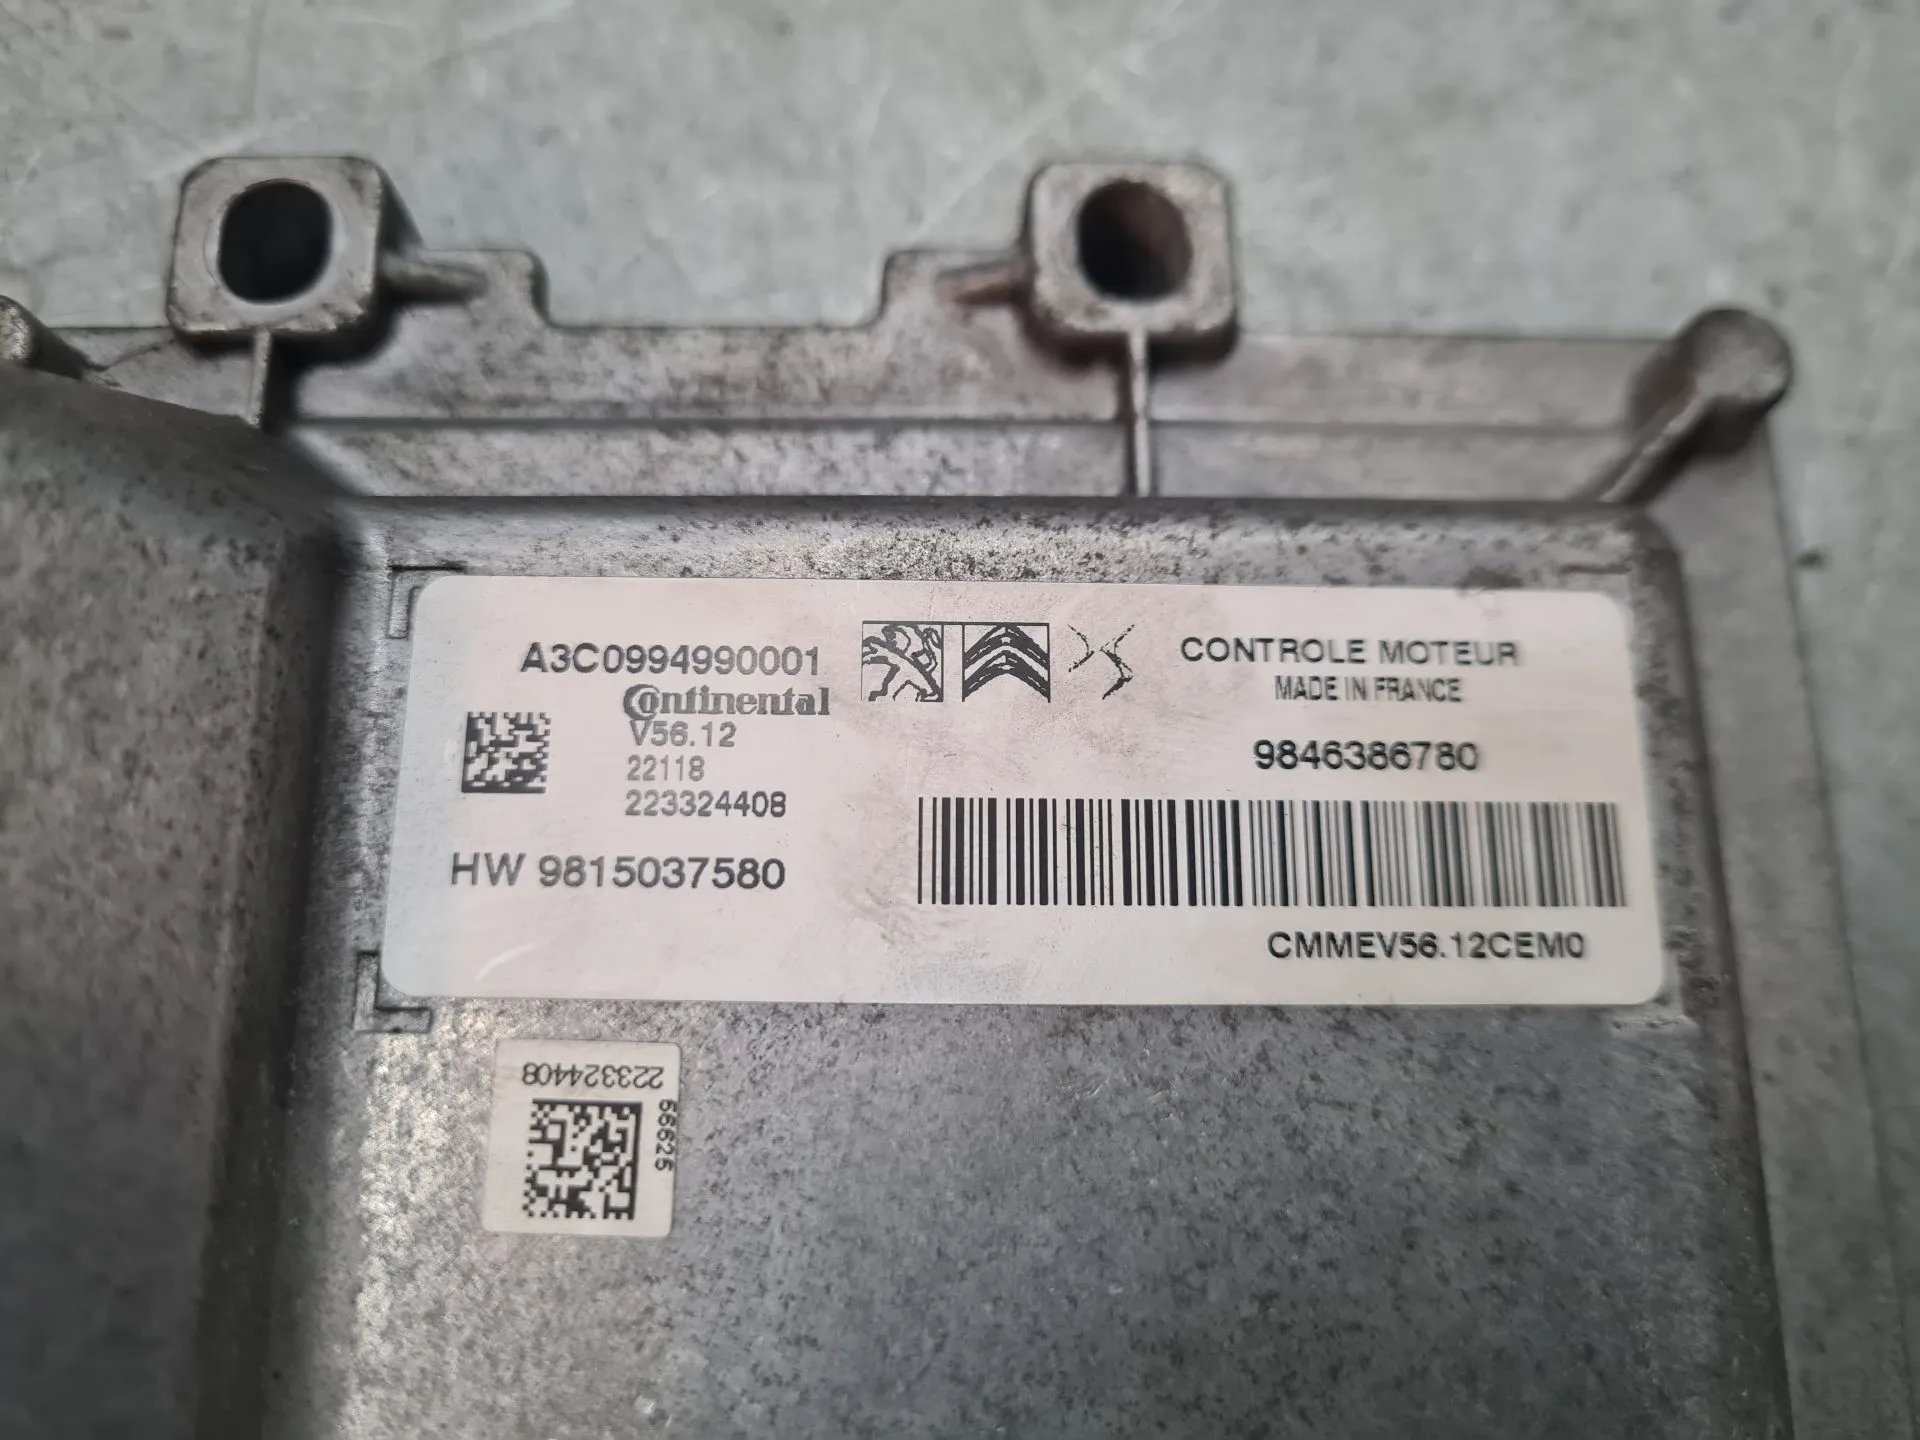 A3C0994990001
Continental
V56.12
22118
223324408
HW 9815037580
CONTROLE MOTEUR
MADE IN FRANCE
9846386780
CMMEV56.12CEM0
223324408
56625